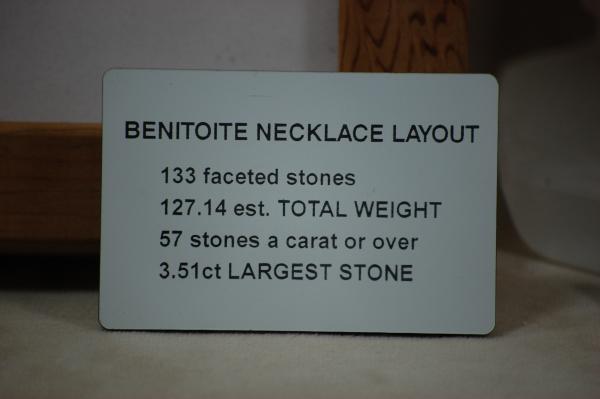 BENITOITE NECKLACE LAYOUT
133 faceted stones
127.14 est. TOTAL WEIGHT
57 stones a carat or over
3.51ct LARGEST STONE